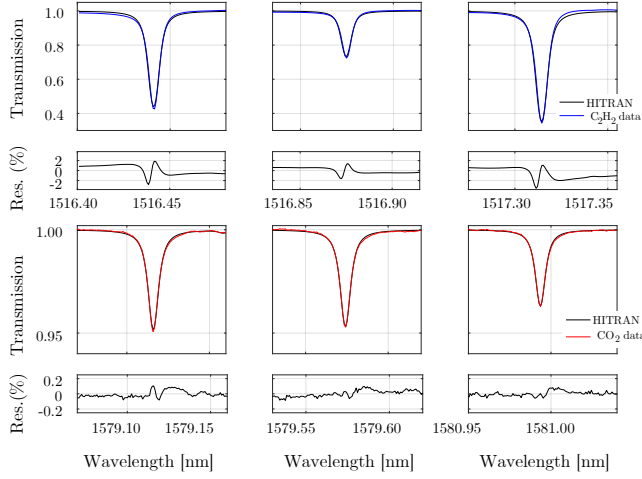 Transmission
1.0
0.8
0.6
0.4
HITRAN
C2H2 data
Res. (%)
2
0
-2
1516.40
1516.45
1516.85
1516.90
1517.30
1517.35
Transmission
1.00
0.95
HITRAN
CO2 data
Res.(%)
0.2
0
-0.2
1579.10
1579.15
1579.55
1579.60
1580.95
1581.00
Wavelength [nm]
Wavelength [nm]
Wavelength [nm]